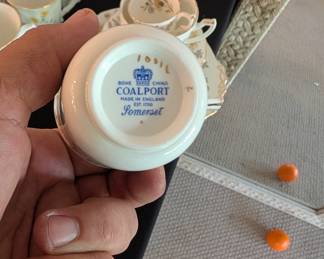 BONE CHINA
COALPORT
MADE IN ENGLAND
EST. 1750
Somerset